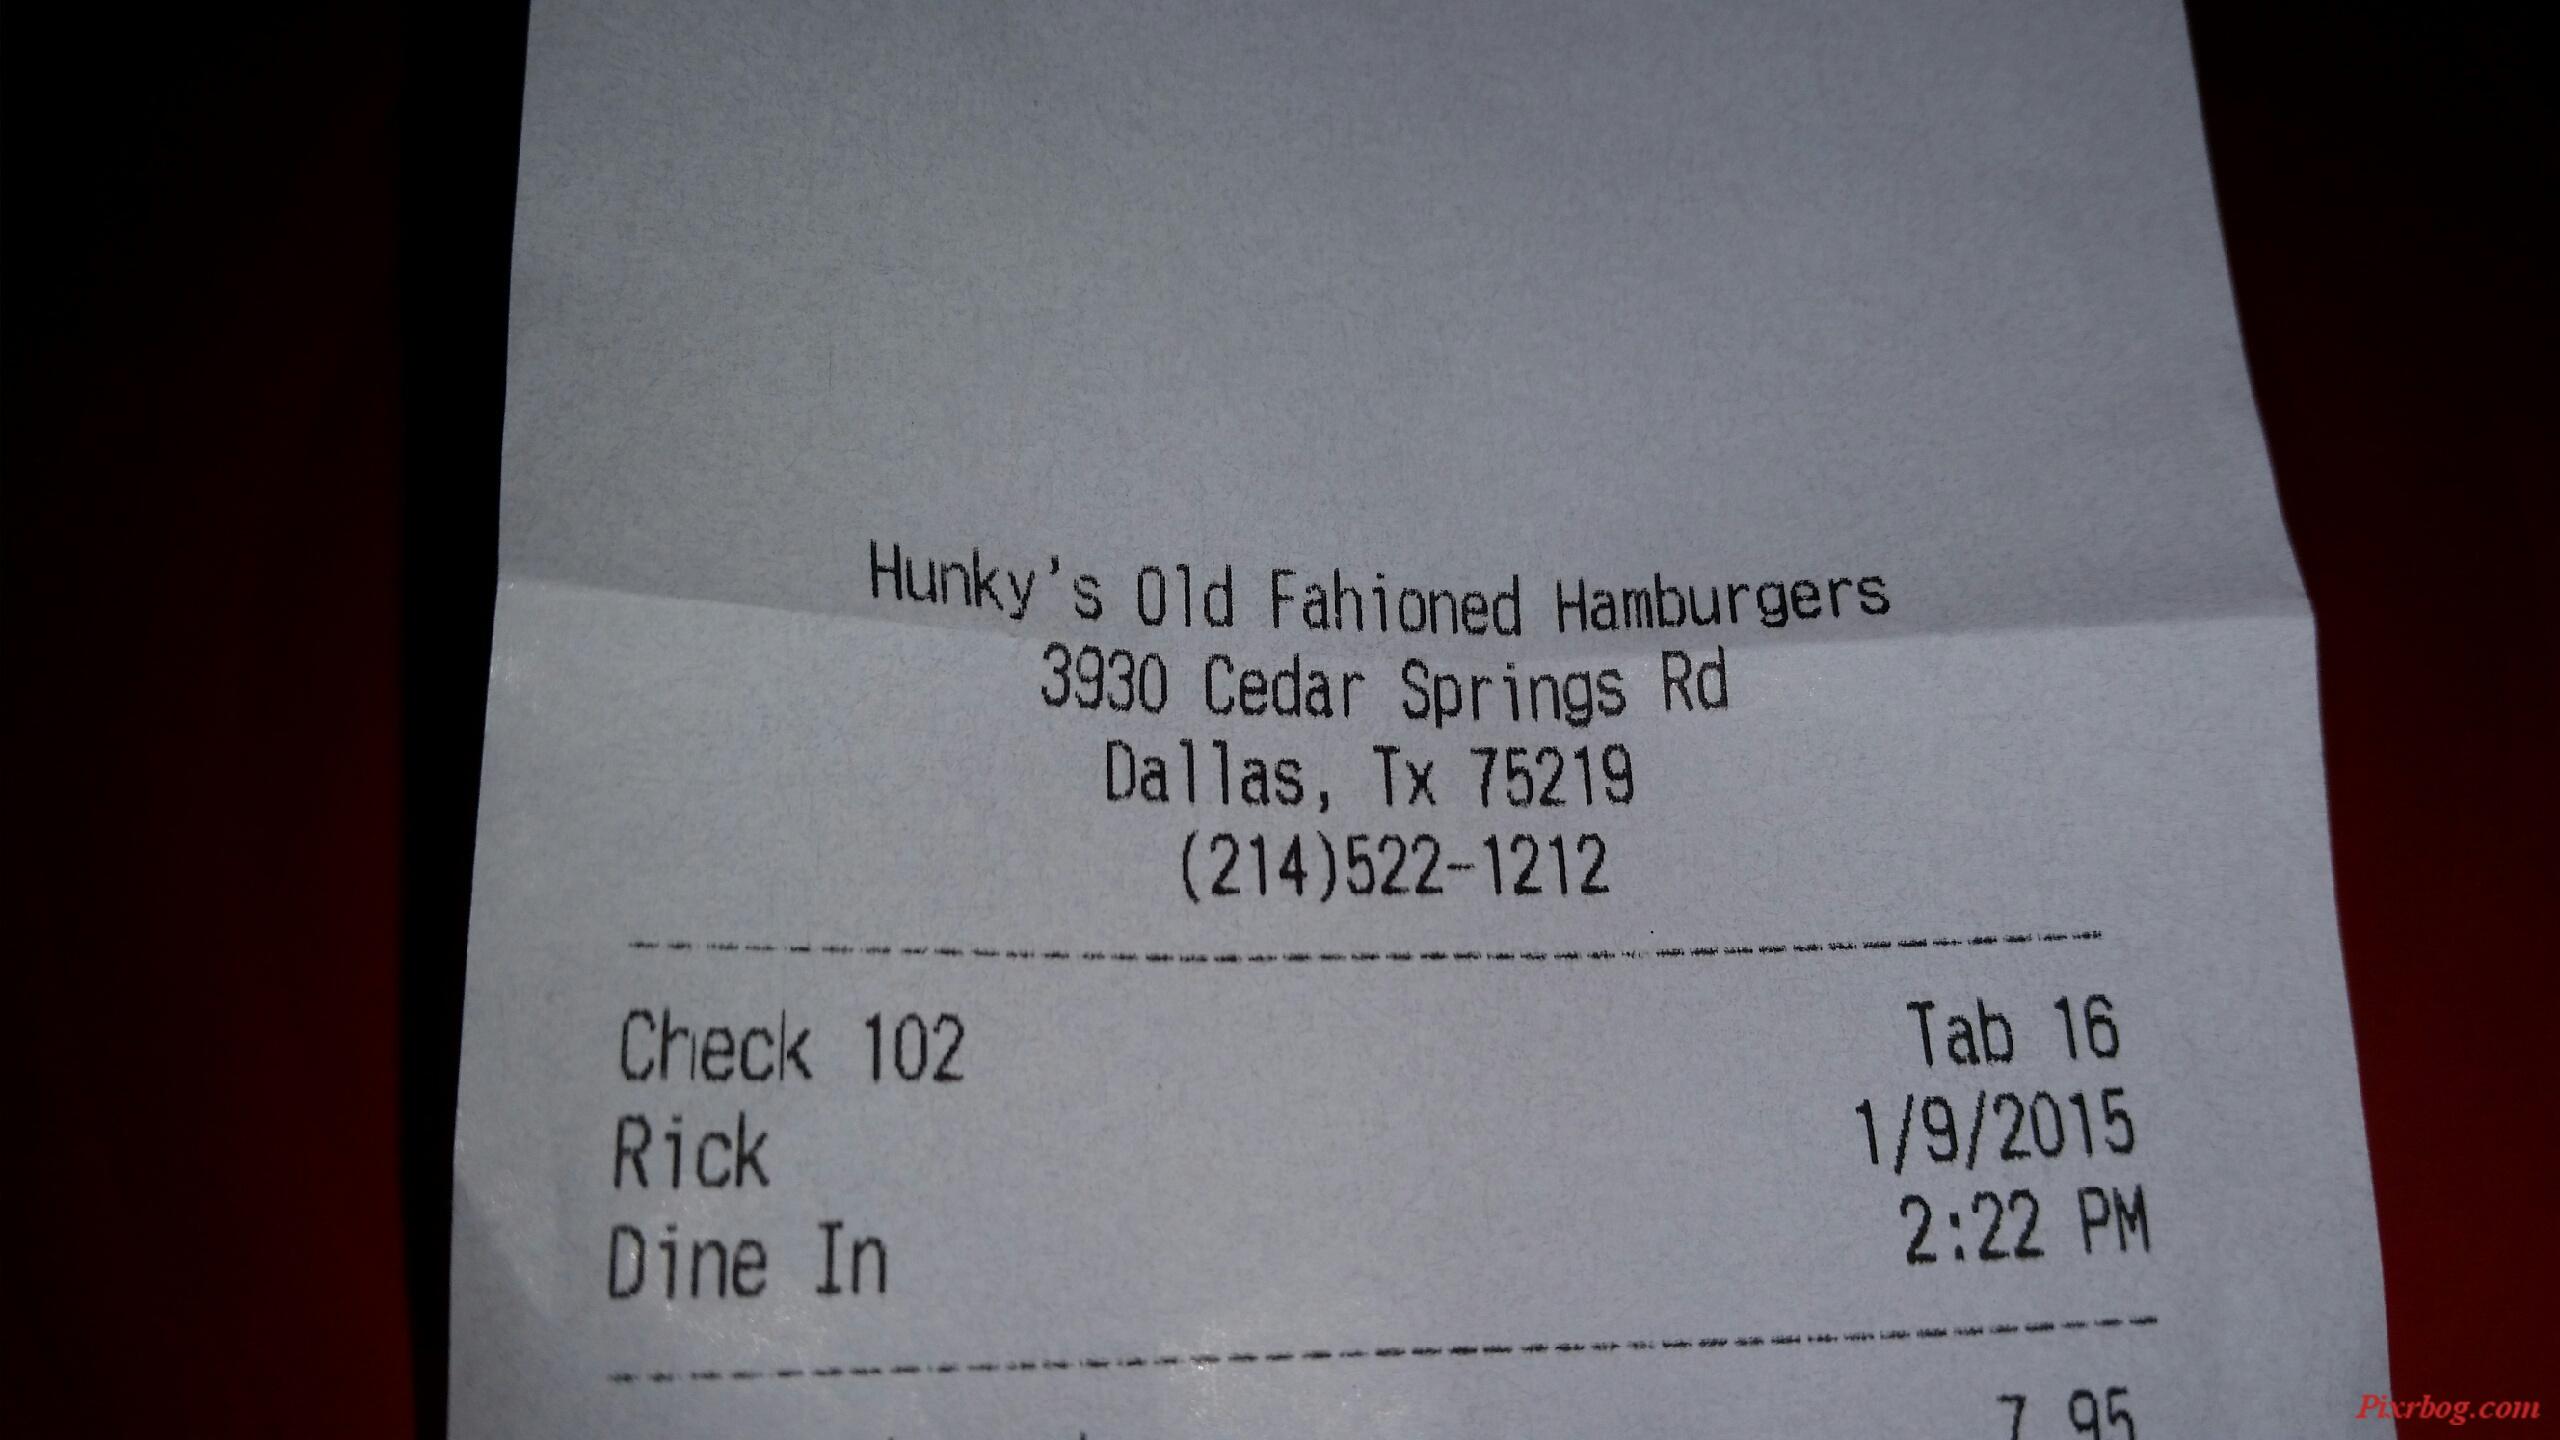 Hunky's Old Fahioned Hamburgers
3930 Cedar Springs Rd
Dallas, Tx 75219
(214)522-1212
Check 102 Tab 16
Rick 1/9/2015
Dine In 2:22 PM
7.95
Pixrbog.com